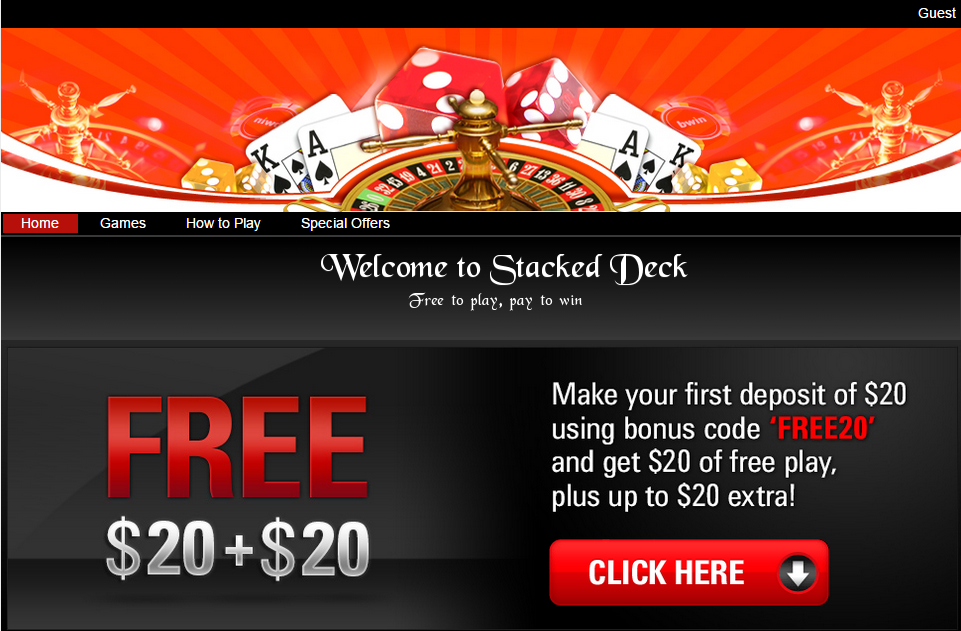 Guest
K A
A K
bwin
Home Games How to Play Special Offers
Welcome to Stacked Deck
Free to play, pay to win
FREE
$20+$20
Make your first deposit of $20
using bonus code ‘FREE20’
and get $20 of free play,
plus up to $20 extra!
CLICK HERE